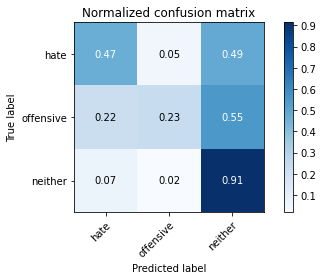 Normalized confusion matrix
True label
hate 0.47 0.05 0.49
offensive 0.22 0.23 0.55
neither 0.07 0.02 0.91
hate offensive neither
Predicted label
0.9
0.8
0.7
0.6
0.5
0.4
0.3
0.2
0.1